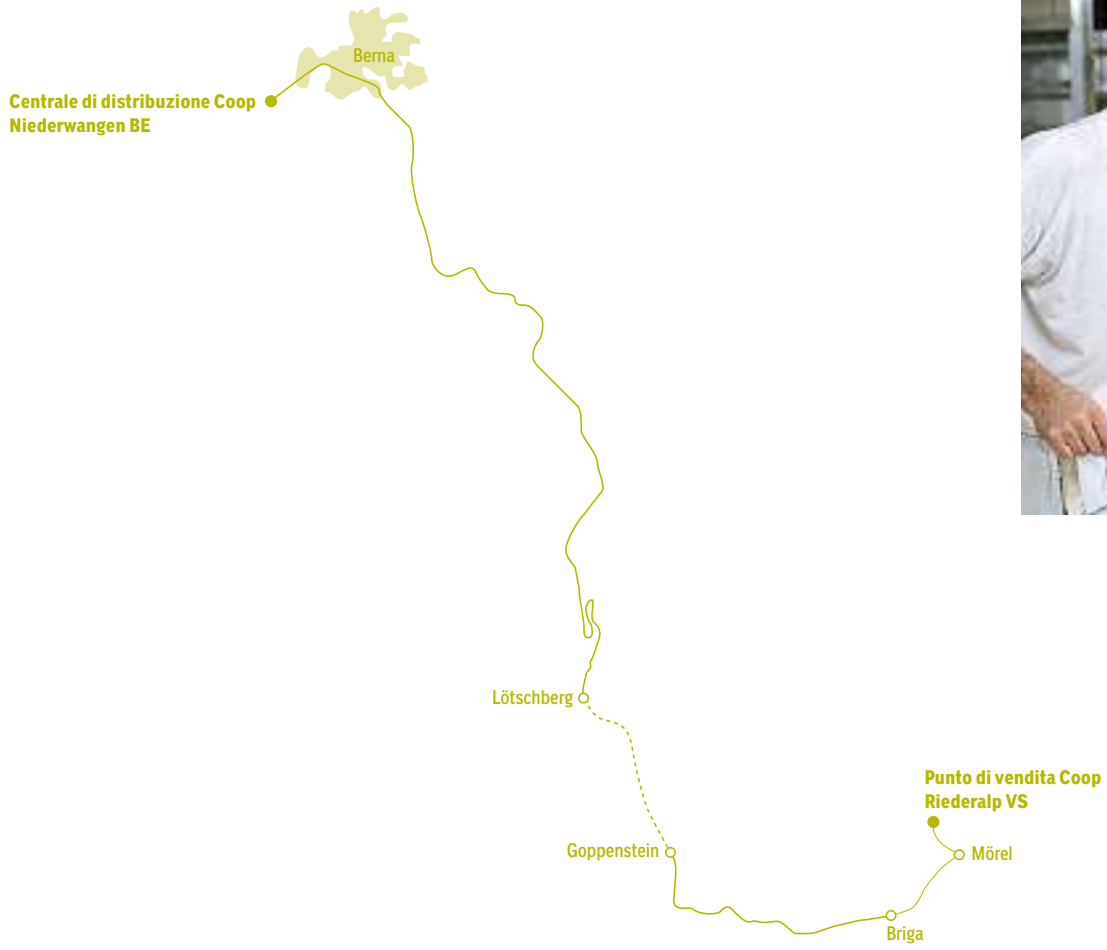 Berna
Centrale di distribuzione Coop
Niederwangen BE
Lötschberg
Goppenstein
Punto di vendita Coop
Riederalp VS
Mörel
Briga